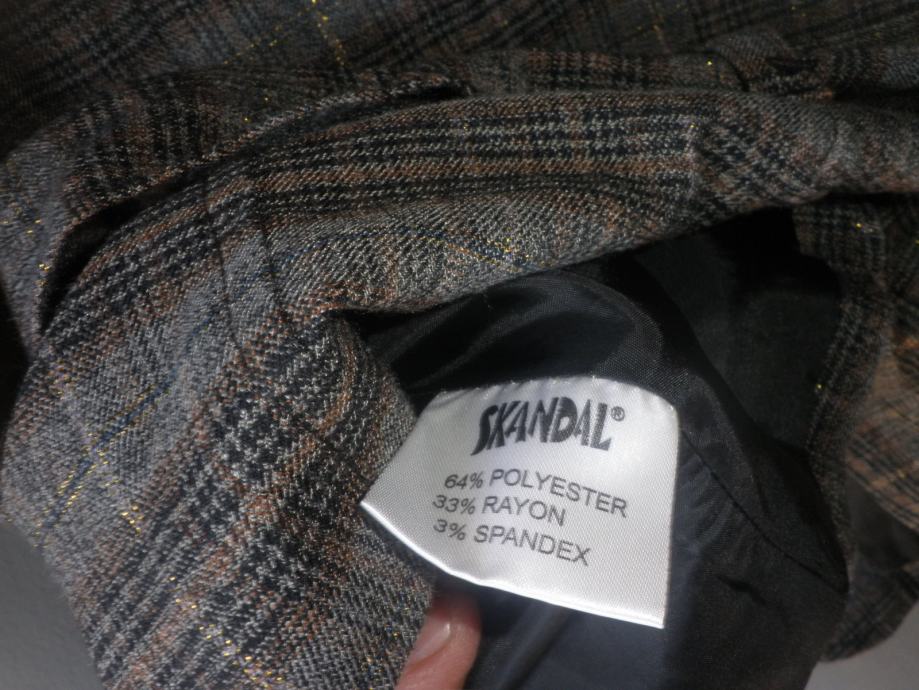 SKANDAL®
64% POLYESTER
33% RAYON
3% SPANDEX